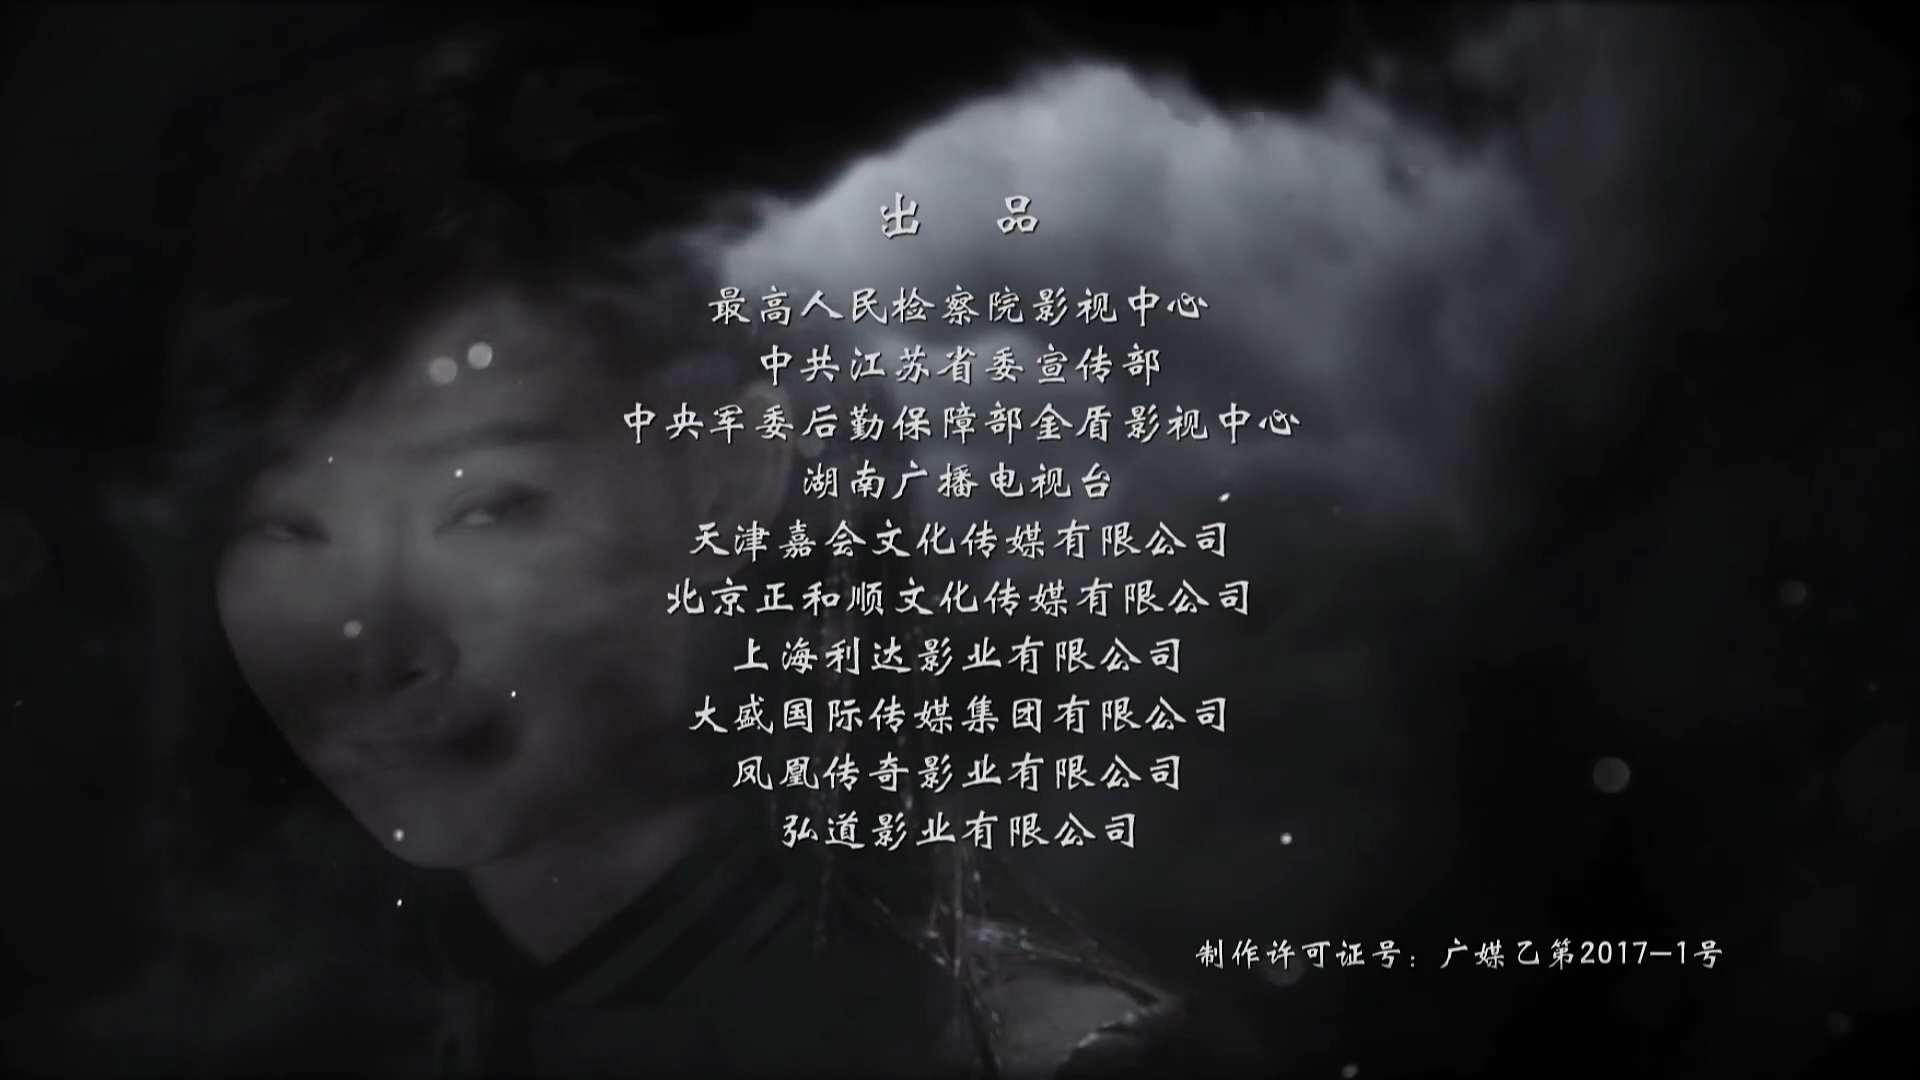 出 品
最高人民检察院影视中心
中共江苏省委宣传部
中央军委后勤保障部金盾影视中心
湖南广播电视台
天津嘉会文化传媒有限公司
北京正和顺文化传媒有限公司
上海利达影业有限公司
大盛国际传媒集团有限公司
凤凰传奇影业有限公司
弘道影业有限公司
制作许可证号：广媒乙第2017—1号